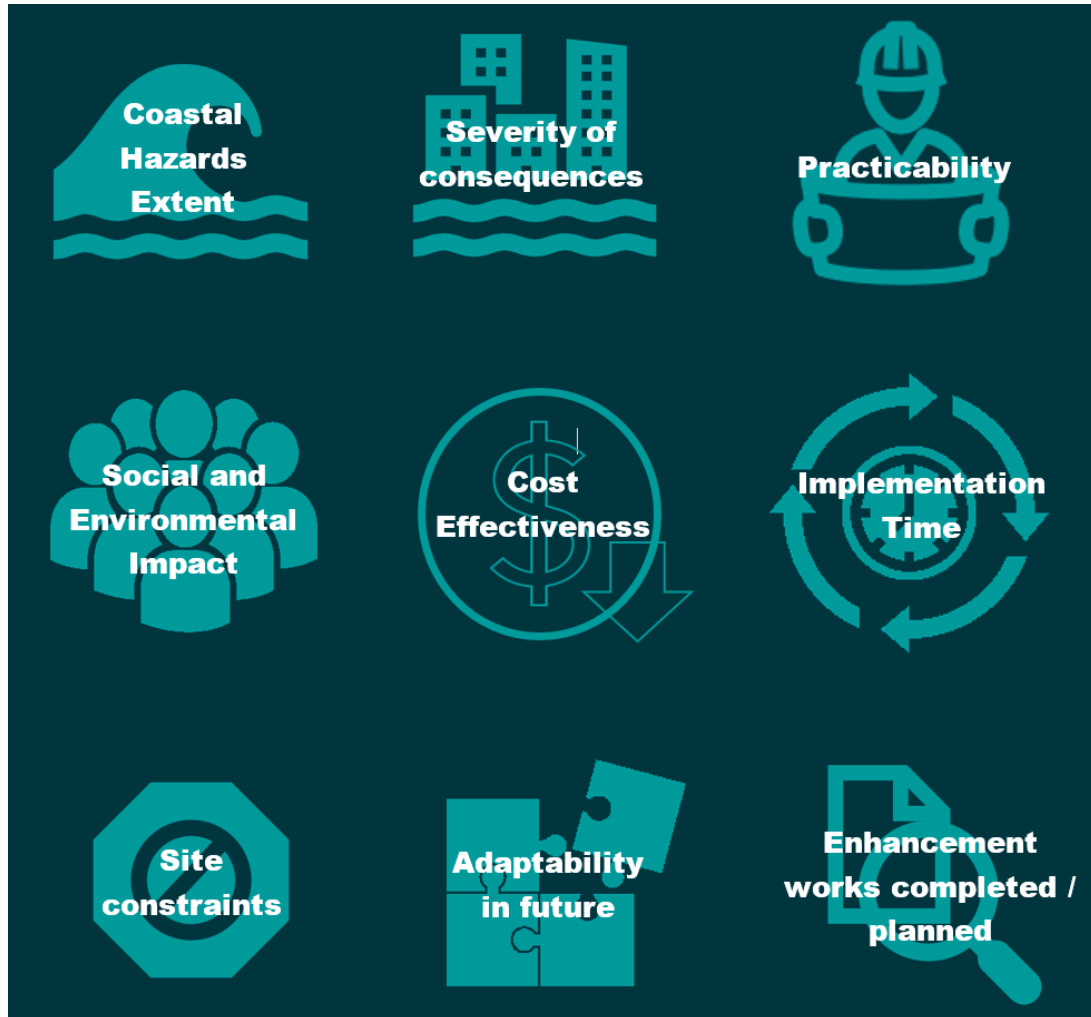 Coastal
Hazards
Extent
Severity of
consequences
Practicability
Social and
Environmental
Impact
Cost
Effectiveness
Implementation
Time
Site
constraints
Adaptability
in future
Enhancement
works completed /
planned